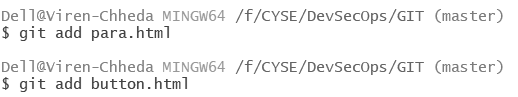 Dell@Viren-Chheda MINGW64 /f/CYSE/DevSecOps/GIT (master)
$ git add para.html
Dell@Viren-Chheda MINGW64 /f/CYSE/DevSecOps/GIT (master)
$ git add button.html